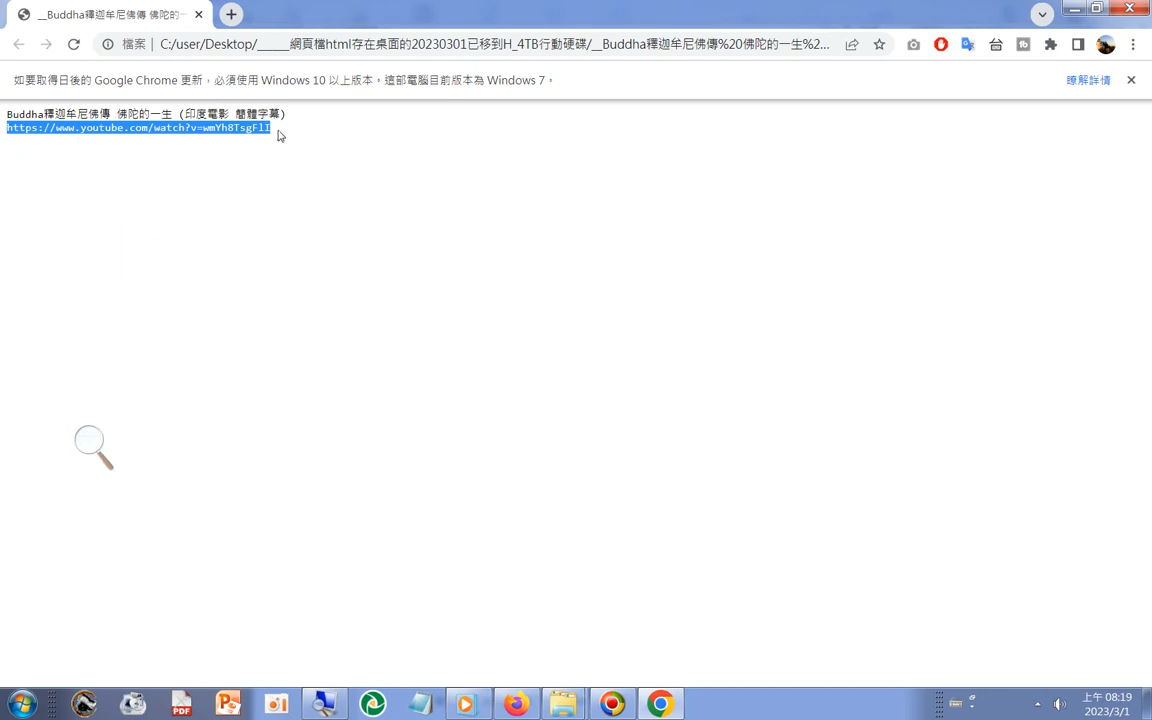 __Buddha釋迦牟尼佛傳 佛陀的一
檔案
C:/user/Desktop/_____網頁檔html存在桌面的20230301已移到H_4TB行動硬碟/__Buddha釋迦牟尼佛傳%20佛陀的一生%2...
如要取得日後的 Google Chrome 更新，必須使用 Windows 10 以上版本。這部電腦目前版本為 Windows 7。
瞭解詳情
Buddha釋迦牟尼佛傳 佛陀的一生 (印度電影 簡體字幕)
https://www.youtube.com/watch?v=wmYh8TsgFlI
PDF
上午 08:19
2023/3/1